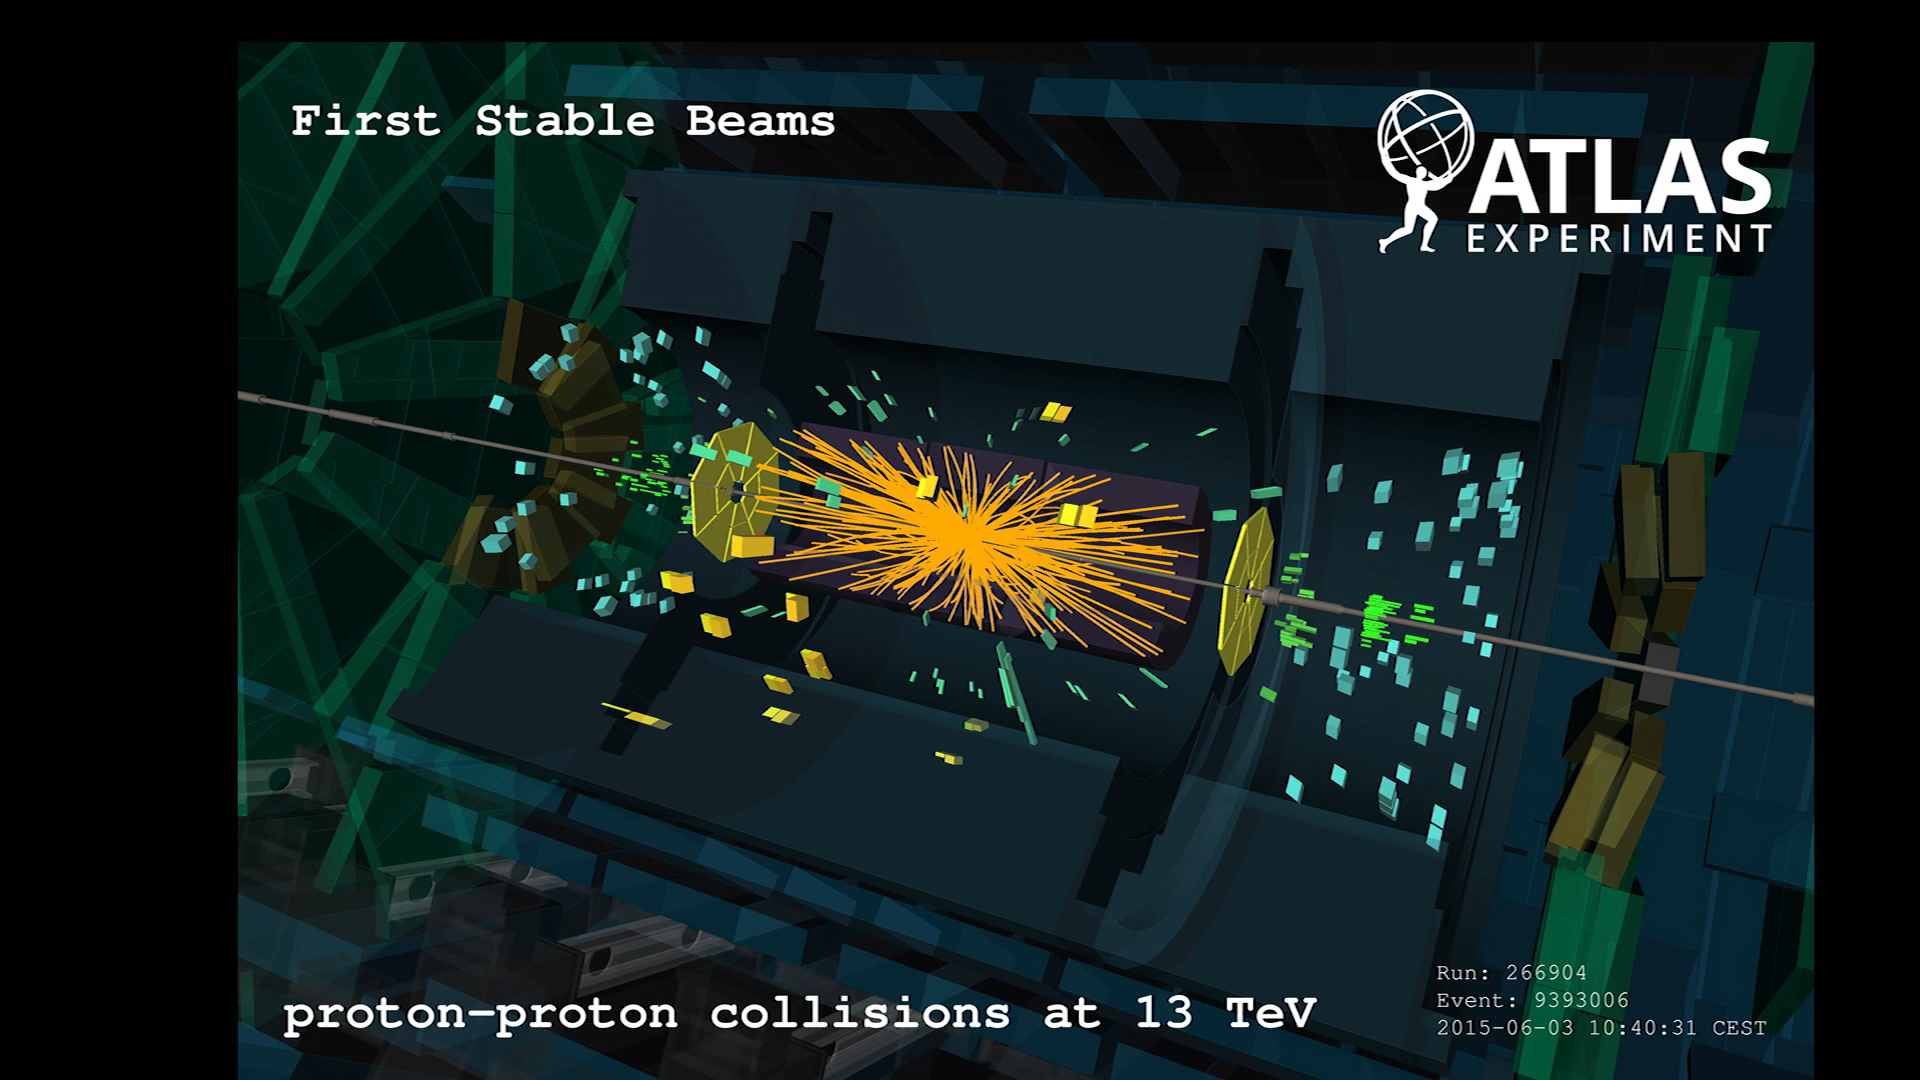 First Stable Beams
ATLAS
EXPERIMENT
proton-proton collisions at 13 TeV
Run: 266904
Event: 9393006
2015-06-03 10:40:31 CEST